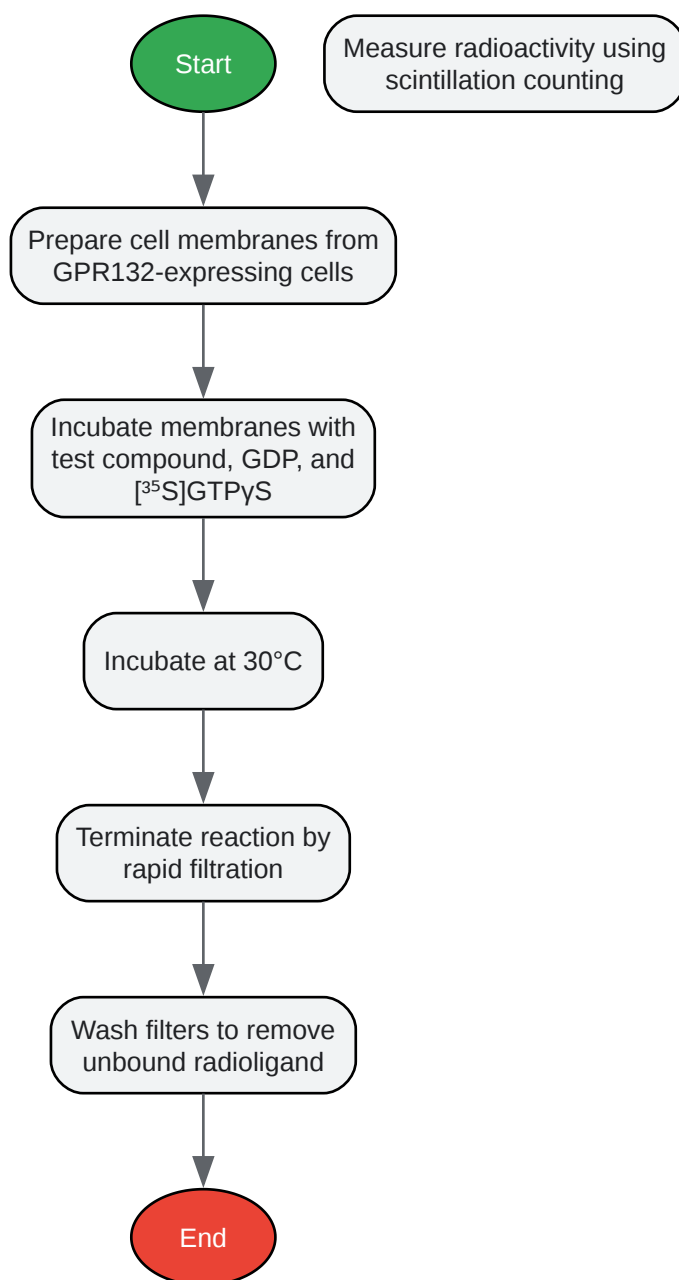 Start
Measure radioactivity using
scintillation counting
Prepare cell membranes from
GPR132-expressing cells
Incubate membranes with
test compound, GDP, and
[³⁵S]GTPγS
Incubate at 30°C
Terminate reaction by
rapid filtration
Wash filters to remove
unbound radioligand
End